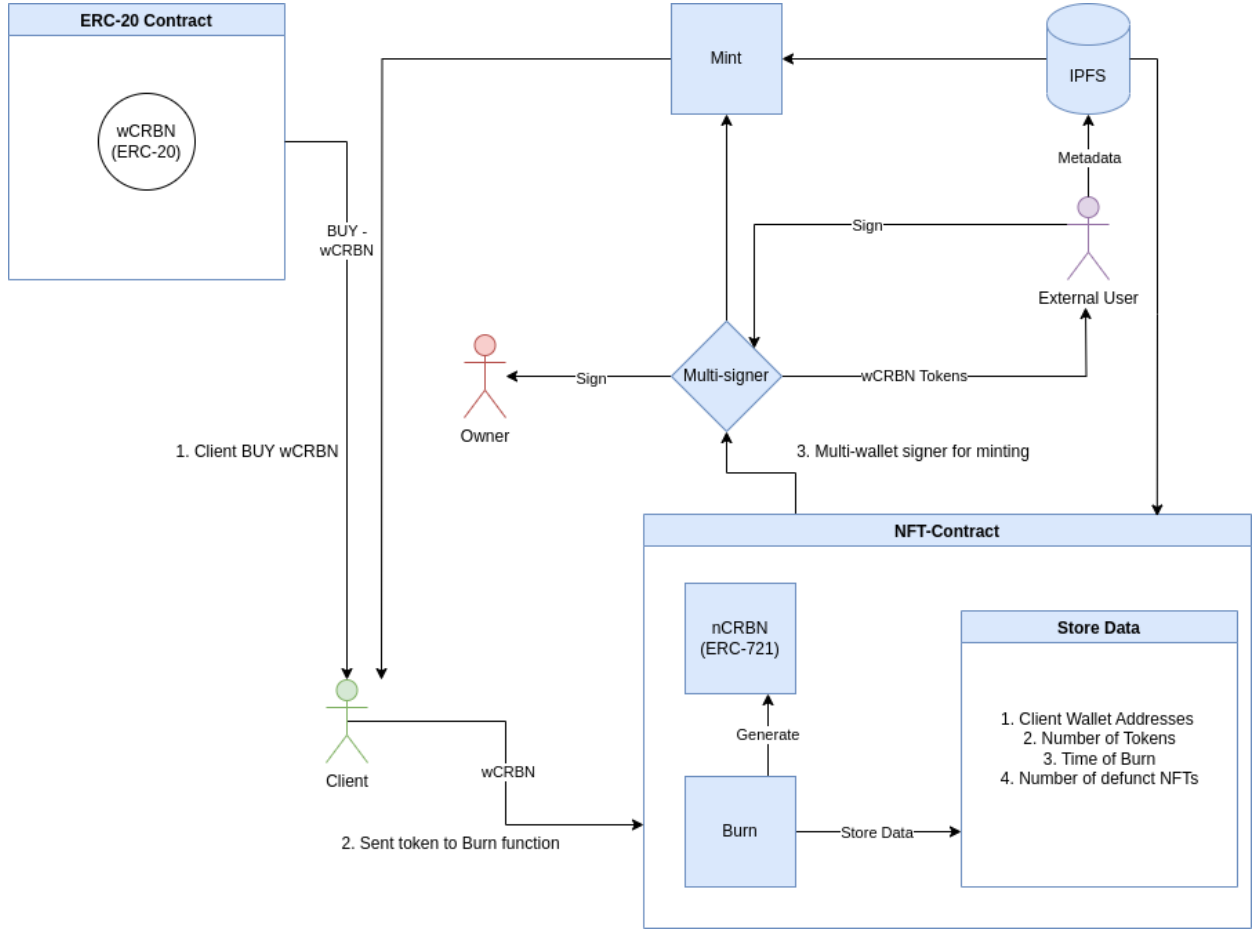 ERC-20 Contract
wCRBN
(ERC-20)
Mint
IPFS
Metadata
BUY -
wCRBN
Sign
External User
Multi-signer
Sign
wCRBN Tokens
Owner
1. Client BUY wCRBN
3. Multi-wallet signer for minting
NFT-Contract
nCRBN
(ERC-721)
Store Data
Generate
1. Client Wallet Addresses
2. Number of Tokens
3. Time of Burn
4. Number of defunct NFTs
Client
wCRBN
2. Sent token to Burn function
Burn
Store Data